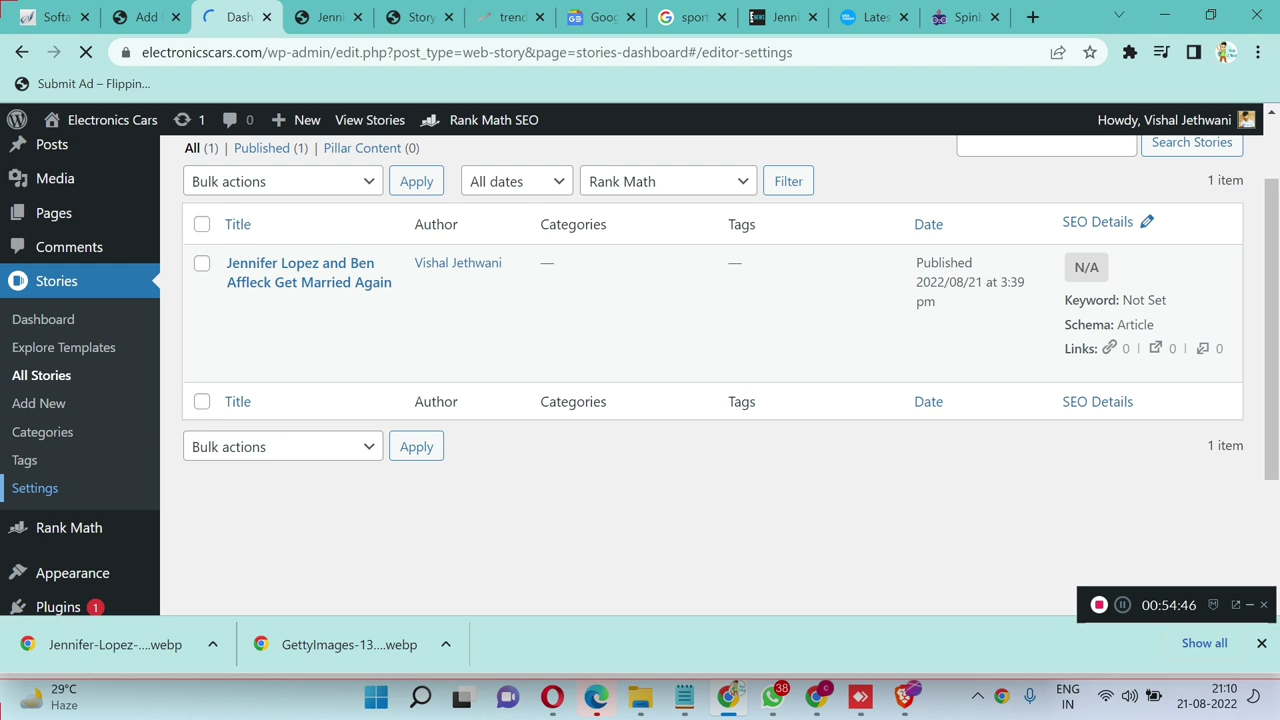 Softa
Add
Dash
Jenni
Story
trend
Goog
sport
Jenni
Lates
Spinb
electronicscars.com/wp-admin/edit.php?post_type=web-story&page=stories-dashboard#/editor-settings
Submit Ad – Flippin...
Electronics Cars
1
0
New
View Stories
Rank Math SEO
Howdy, Vishal Jethwani
Posts
Media
Pages
Comments
Stories
Dashboard
Explore Templates
All Stories
Add New
Categories
Tags
Settings
Rank Math
Appearance
Plugins 1
All (1) | Published (1) | Pillar Content (0)
Search Stories
Bulk actions
Apply
All dates
Rank Math
Filter
1 item
Title
Author
Categories
Tags
Date
SEO Details
Jennifer Lopez and Ben
Affleck Get Married Again
Vishal Jethwani
—
—
Published
2022/08/21 at 3:39
pm
N/A
Keyword: Not Set
Schema: Article
Links: 0 | 0 | 0
Title
Author
Categories
Tags
Date
SEO Details
Bulk actions
Apply
1 item
00:54:46
Jennifer-Lopez-....webp
GettyImages-13....webp
Show all
29°C
Haze
38
C
ENG
IN
21:10
21-08-2022